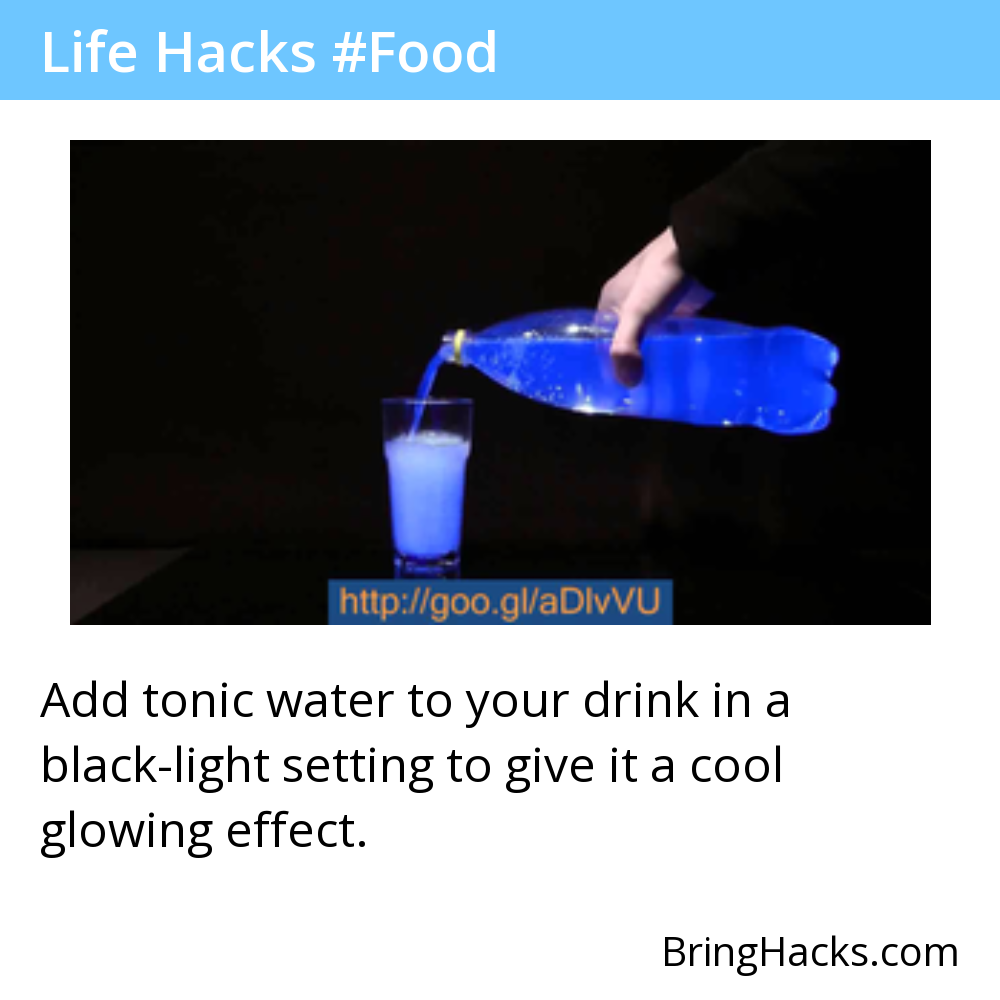 Life Hacks #Food
http://goo.gl/aDlvVU
Add tonic water to your drink in a
black-light setting to give it a cool
glowing effect.
BringHacks.com